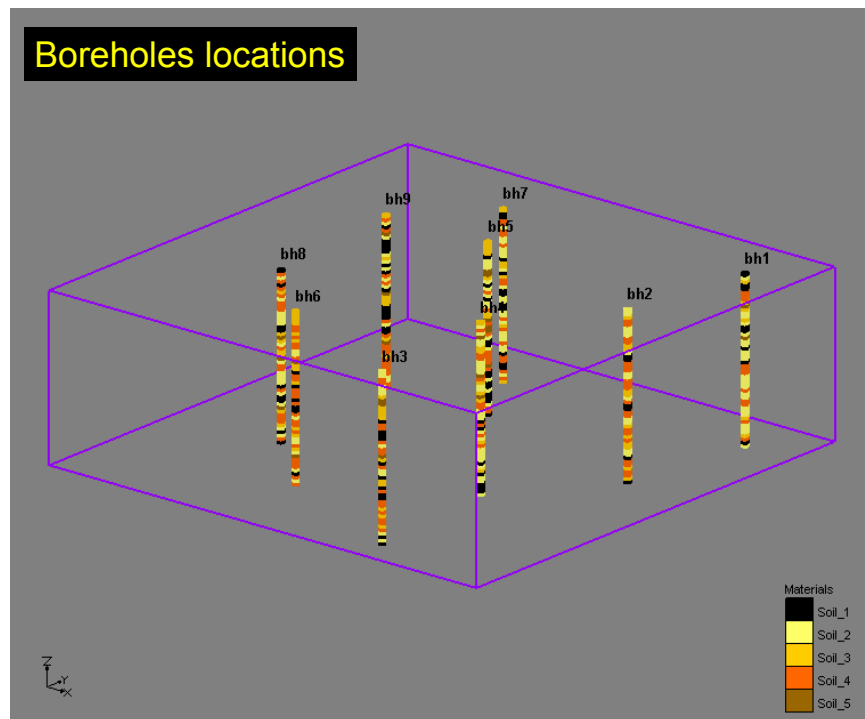 Boreholes locations
bh7
bh9
bh5
bh8
bh1
bh6
bh2
bh4
bh3
Materials
Soil_1
Soil_2
Soil_3
Soil_4
Soil_5
Z
Y
X